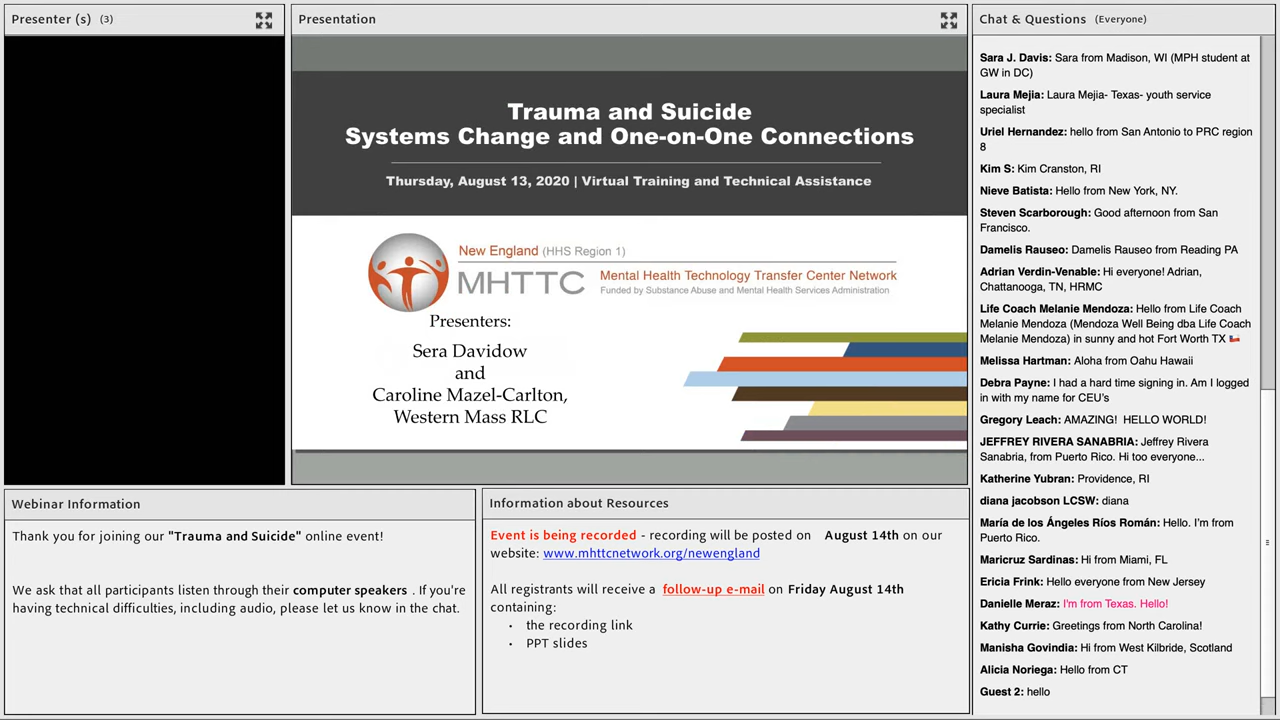 Presenter (s) (3)
Presentation
Trauma and Suicide
Systems Change and One-on-One Connections
Thursday, August 13, 2020 | Virtual Training and Technical Assistance
New England (HHS Region 1)
MHTTC
Mental Health Technology Transfer Center Network
Funded by Substance Abuse and Mental Health Services Administration
Presenters:
Sera Davidow
and
Caroline Mazel-Carlton,
Western Mass RLC
Webinar Information
Thank you for joining our "Trauma and Suicide" online event!
We ask that all participants listen through their computer speakers . If you're
having technical difficulties, including audio, please let us know in the chat.
Information about Resources
Event is being recorded - recording will be posted on August 14th on our
website: www.mhttcnetwork.org/newengland
All registrants will receive a follow-up e-mail on Friday August 14th
containing:
• the recording link
• PPT slides
Chat & Questions (Everyone)
Sara J. Davis: Sara from Madison, WI (MPH student at
GW in DC)
Laura Mejia: Laura Mejia- Texas- youth service
specialist
Uriel Hernandez: hello from San Antonio to PRC region
8
Kim S: Kim Cranston, RI
Nieve Batista: Hello from New York, NY.
Steven Scarborough: Good afternoon from San
Francisco.
Damelis Rauseo: Damelis Rauseo from Reading PA
Adrian Verdin-Venable: Hi everyone! Adrian,
Chattanooga, TN, HRMC
Life Coach Melanie Mendoza: Hello from Life Coach
Melanie Mendoza (Mendoza Well Being dba Life Coach
Melanie Mendoza) in sunny and hot Fort Worth TX
Melissa Hartman: Aloha from Oahu Hawaii
Debra Payne: I had a hard time signing in. Am I logged
in with my name for CEU's
Gregory Leach: AMAZING! HELLO WORLD!
JEFFREY RIVERA SANABRIA: Jeffrey Rivera
Sanabria, from Puerto Rico. Hi too everyone...
Katherine Yubran: Providence, RI
diana jacobson LCSW: diana
María de los Ángeles Ríos Román: Hello. I'm from
Puerto Rico.
Maricruz Sardinas: Hi from Miami, FL
Ericia Frink: Hello everyone from New Jersey
Danielle Meraz: I'm from Texas. Hello!
Kathy Currie: Greetings from North Carolina!
Manisha Govindia: Hi from West Kilbride, Scotland
Alicia Noriega: Hello from CT
Guest 2: hello